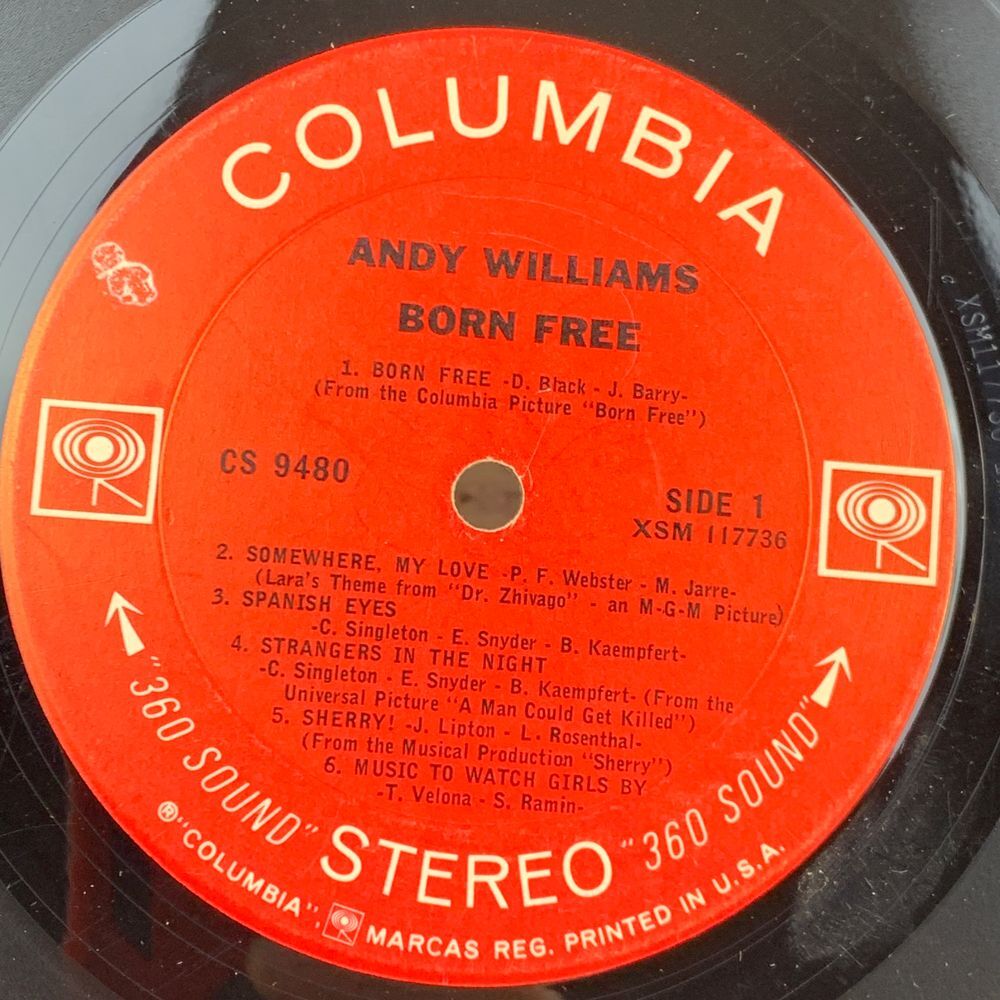 COLUMBIA
ANDY WILLIAMS
BORN FREE
1. BORN FREE -D. Black - J. Barry-
(From the Columbia Picture "Born Free")
CS 9480
SIDE 1
XSM 117736
2. SOMEWHERE, MY LOVE -P. F. Webster - M. Jarre-
(Lara's Theme from "Dr. Zhivago" - an M-G-M Picture)
3. SPANISH EYES
-C. Singleton - E. Snyder - B. Kaempfert-
4. STRANGERS IN THE NIGHT
-C. Singleton - E. Snyder - B. Kaempfert- (From the
Universal Picture "A Man Could Get Killed")
5. SHERRY! -J. Lipton - L. Rosenthal-
(From the Musical Production "Sherry")
6. MUSIC TO WATCH GIRLS BY
-T. Velona - S. Ramin-
"360 SOUND" STEREO "360 SOUND"
®"COLUMBIA", MARCAS REG. PRINTED IN U.S.A.